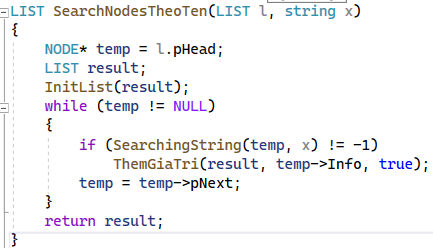 LIST SearchNodesTheoTen(LIST l, string x)
{
    NODE* temp = l.pHead;
    LIST result;
    InitList(result);
    while (temp != NULL)
    {
        if (SearchingString(temp, x) != -1)
            ThemGiaTri(result, temp->Info, true);
        temp = temp->pNext;
    }
    return result;
}